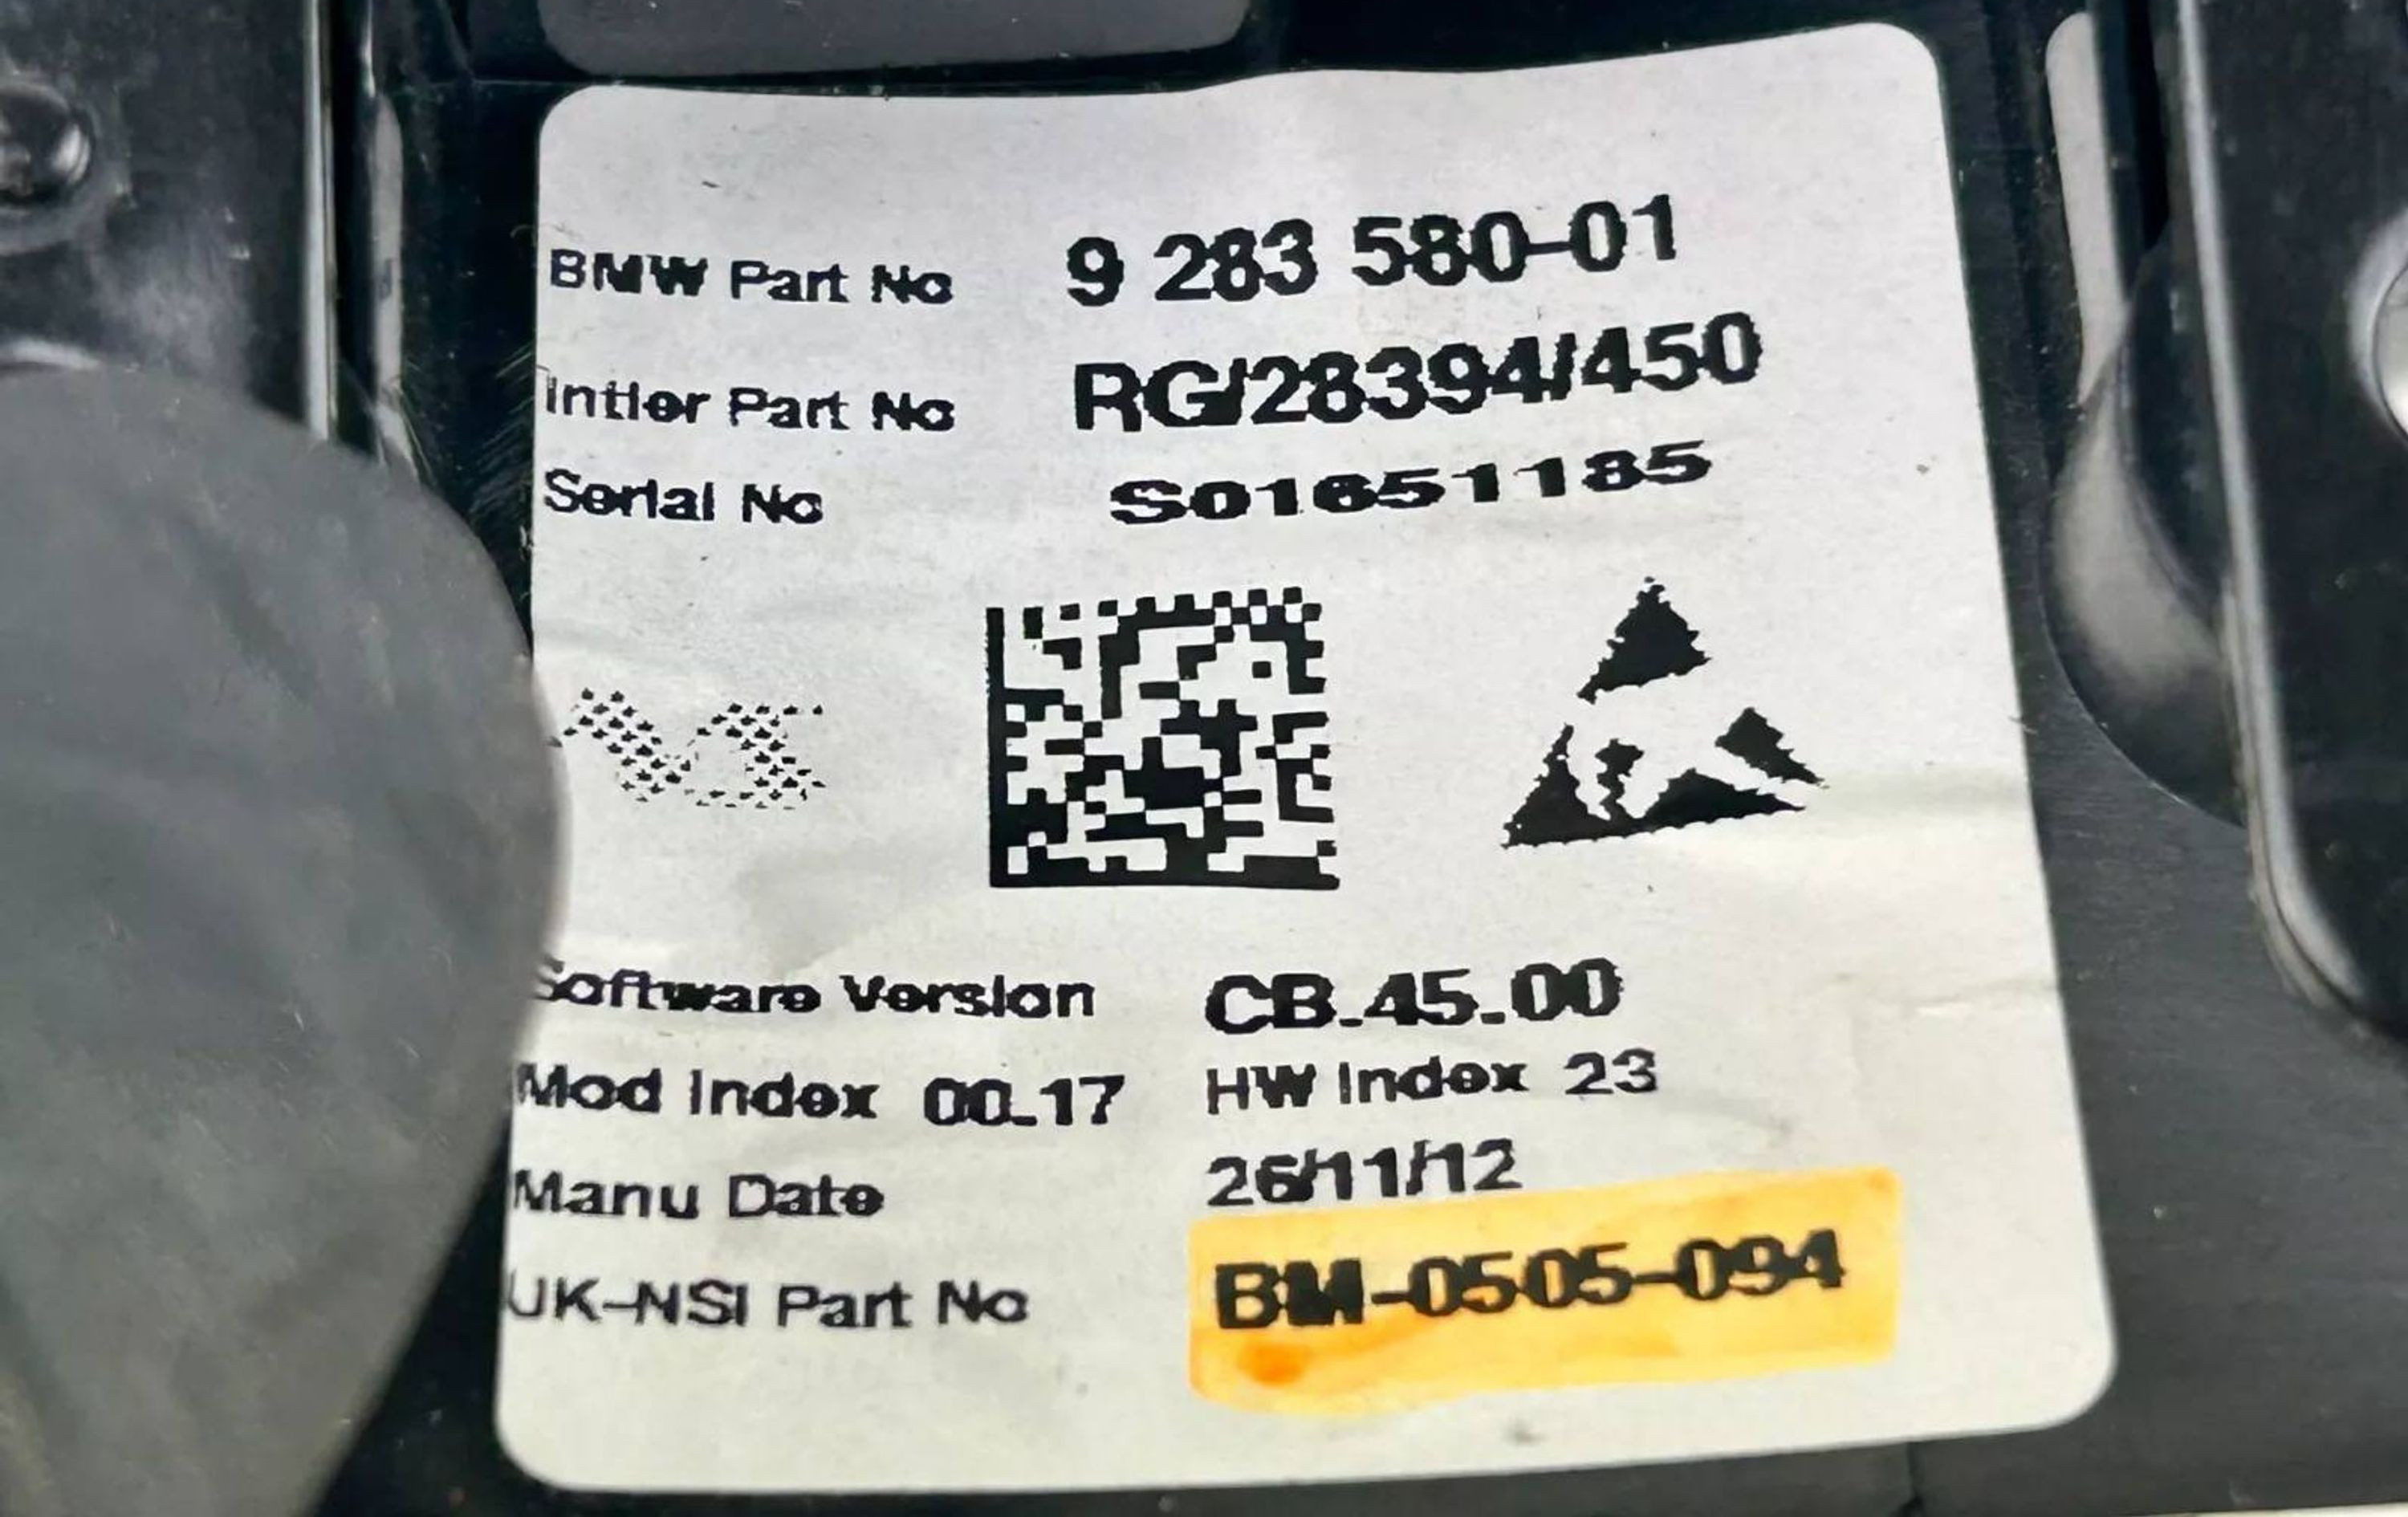 BMW Part No 9 283 580-01
Intier Part No RG/28394/450
Serial No S01651185
Software Version CB.45.00
Mod Index 00.17 HW Index 23
Manu Date 26/11/12
UK-NSI Part No BM-0505-094